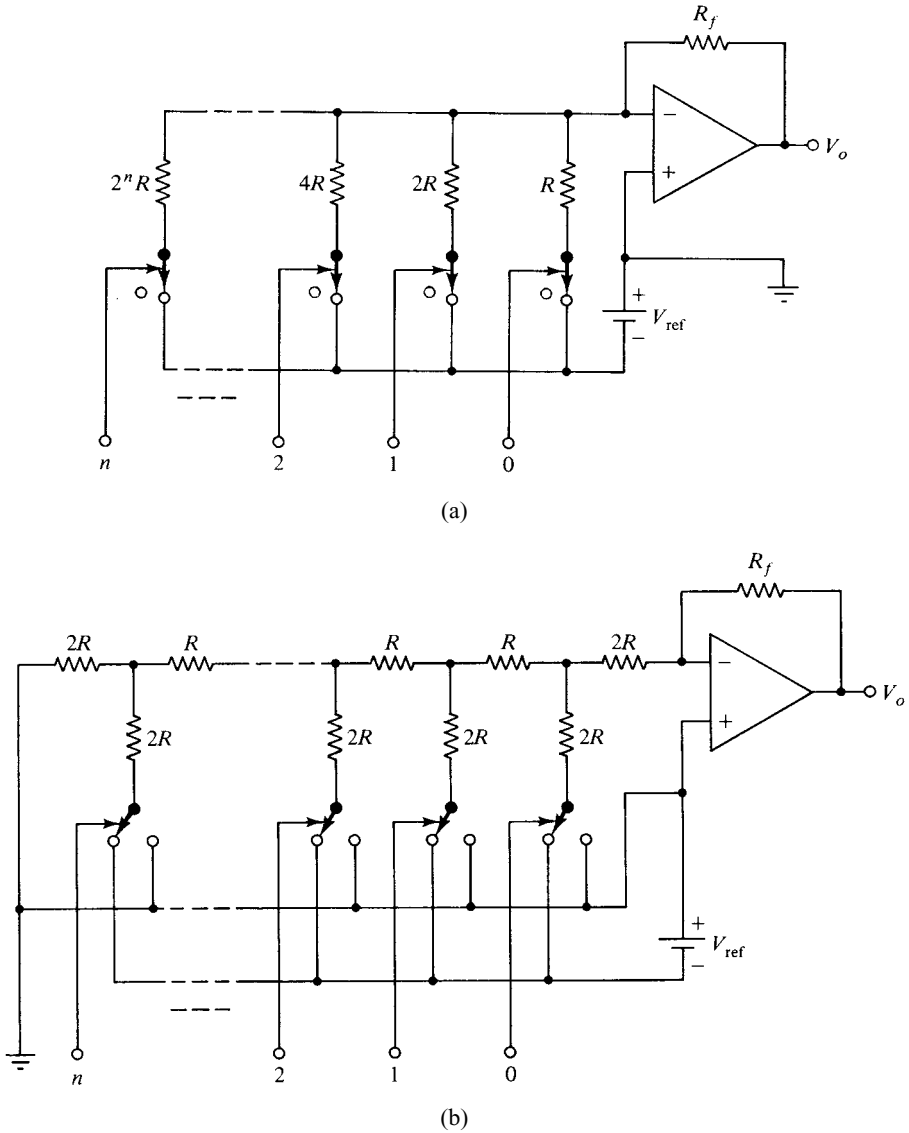 R_f
−
2^n R
4R
2R
R
+
V_o
+
V_ref
−
n
2
1
0
(a)
R_f
2R
R
R
R
2R
−
V_o
2R
2R
2R
2R
+
+
V_ref
−
n
2
1
0
(b)